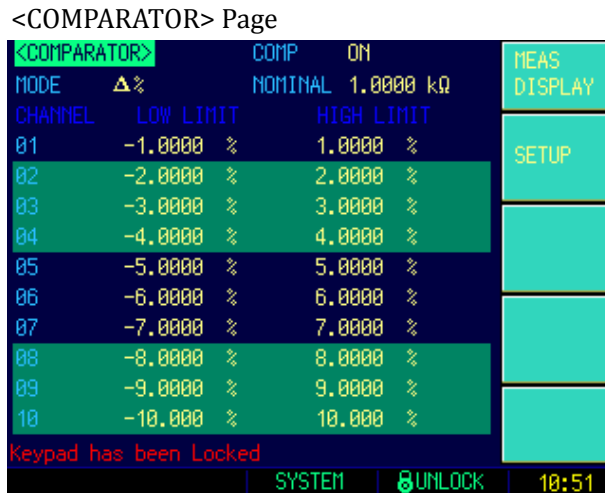 <COMPARATOR> Page
<COMPARATOR> COMP ON
MODE Δ% NOMINAL 1.0000 kΩ
CHANNEL LOW LIMIT HIGH LIMIT
01 -1.0000 % 1.0000 %
02 -2.0000 % 2.0000 %
03 -3.0000 % 3.0000 %
04 -4.0000 % 4.0000 %
05 -5.0000 % 5.0000 %
06 -6.0000 % 6.0000 %
07 -7.0000 % 7.0000 %
08 -8.0000 % 8.0000 %
09 -9.0000 % 9.0000 %
10 -10.000 % 10.000 %
Keypad has been Locked
MEAS
DISPLAY
SETUP
SYSTEM UNLOCK 10:51